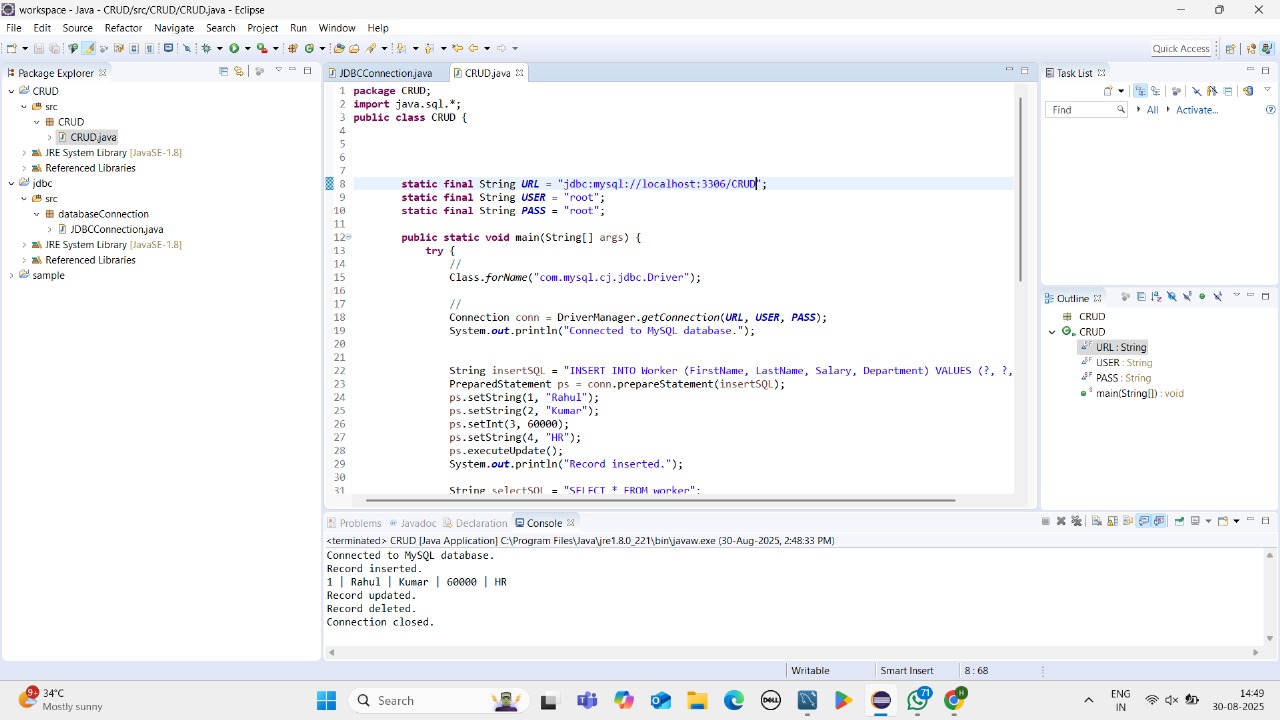 workspace - Java - CRUD/src/CRUD/CRUD.java - Eclipse
File Edit Source Refactor Navigate Search Project Run Window Help
Quick Access
Package Explorer
CRUD
src
CRUD
CRUD.java
JRE System Library [JavaSE-1.8]
Referenced Libraries
jdbc
src
databaseConnection
JDBCConnection.java
JRE System Library [JavaSE-1.8]
Referenced Libraries
sample
JDBCConnection.java CRUD.java
1 package CRUD;
2 import java.sql.*;
3 public class CRUD {
4
5
6
7
8 static final String URL = "jdbc:mysql://localhost:3306/CRUD";
9 static final String USER = "root";
10 static final String PASS = "root";
11
12 public static void main(String[] args) {
13 try {
14 //
15 Class.forName("com.mysql.cj.jdbc.Driver");
16
17 //
18 Connection conn = DriverManager.getConnection(URL, USER, PASS);
19 System.out.println("Connected to MySQL database.");
20
21
22 String insertSQL = "INSERT INTO Worker (FirstName, LastName, Salary, Department) VALUES (?, ?,
23 PreparedStatement ps = conn.prepareStatement(insertSQL);
24 ps.setString(1, "Rahul");
25 ps.setString(2, "Kumar");
26 ps.setInt(3, 60000);
27 ps.setString(4, "HR");
28 ps.executeUpdate();
29 System.out.println("Record inserted.");
30
31 String selectSQL = "SELECT * FROM worker";
Task List
Find All Activate...
Outline
CRUD
CRUD
URL : String
USER : String
PASS : String
main(String[]) : void
Problems Javadoc Declaration Console
<terminated> CRUD [Java Application] C:\Program Files\Java\jre1.8.0_221\bin\javaw.exe (30-Aug-2025, 2:48:33 PM)
Connected to MySQL database.
Record inserted.
1 | Rahul | Kumar | 60000 | HR
Record updated.
Record deleted.
Connection closed.
Writable Smart Insert 8 : 68
9+ 34°C
Mostly sunny
Search
DELL
71
H
ENG
IN
14:49
30-08-2025